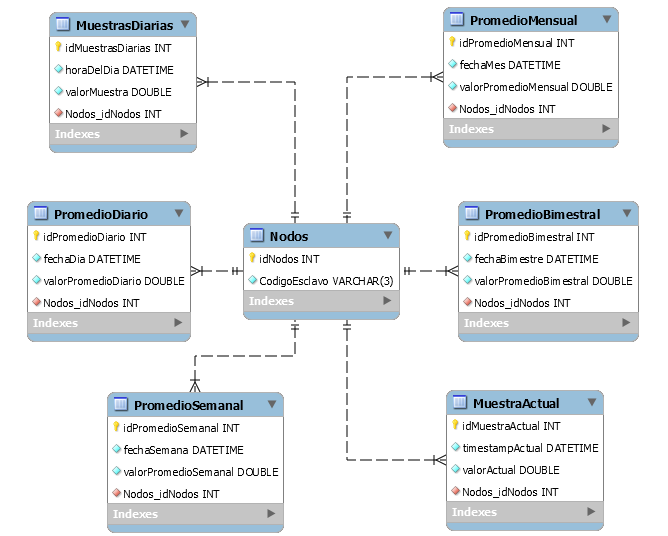 MuestrasDiarias
idMuestrasDiarias INT
horaDelDia DATETIME
valorMuestra DOUBLE
Nodos_idNodos INT
Indexes
PromedioMensual
idPromedioMensual INT
fechaMes DATETIME
valorPromedioMensual DOUBLE
Nodos_idNodos INT
Indexes
PromedioDiario
idPromedioDiario INT
fechaDia DATETIME
valorPromedioDiario DOUBLE
Nodos_idNodos INT
Indexes
Nodos
idNodos INT
CodigoEsclavo VARCHAR(3)
Indexes
PromedioBimestral
idPromedioBimestral INT
fechaBimestre DATETIME
valorPromedioBimestral DOUBLE
Nodos_idNodos INT
Indexes
PromedioSemanal
idPromedioSemanal INT
fechaSemana DATETIME
valorPromedioSemanal DOUBLE
Nodos_idNodos INT
Indexes
MuestraActual
idMuestraActual INT
timestampActual DATETIME
valorActual DOUBLE
Nodos_idNodos INT
Indexes